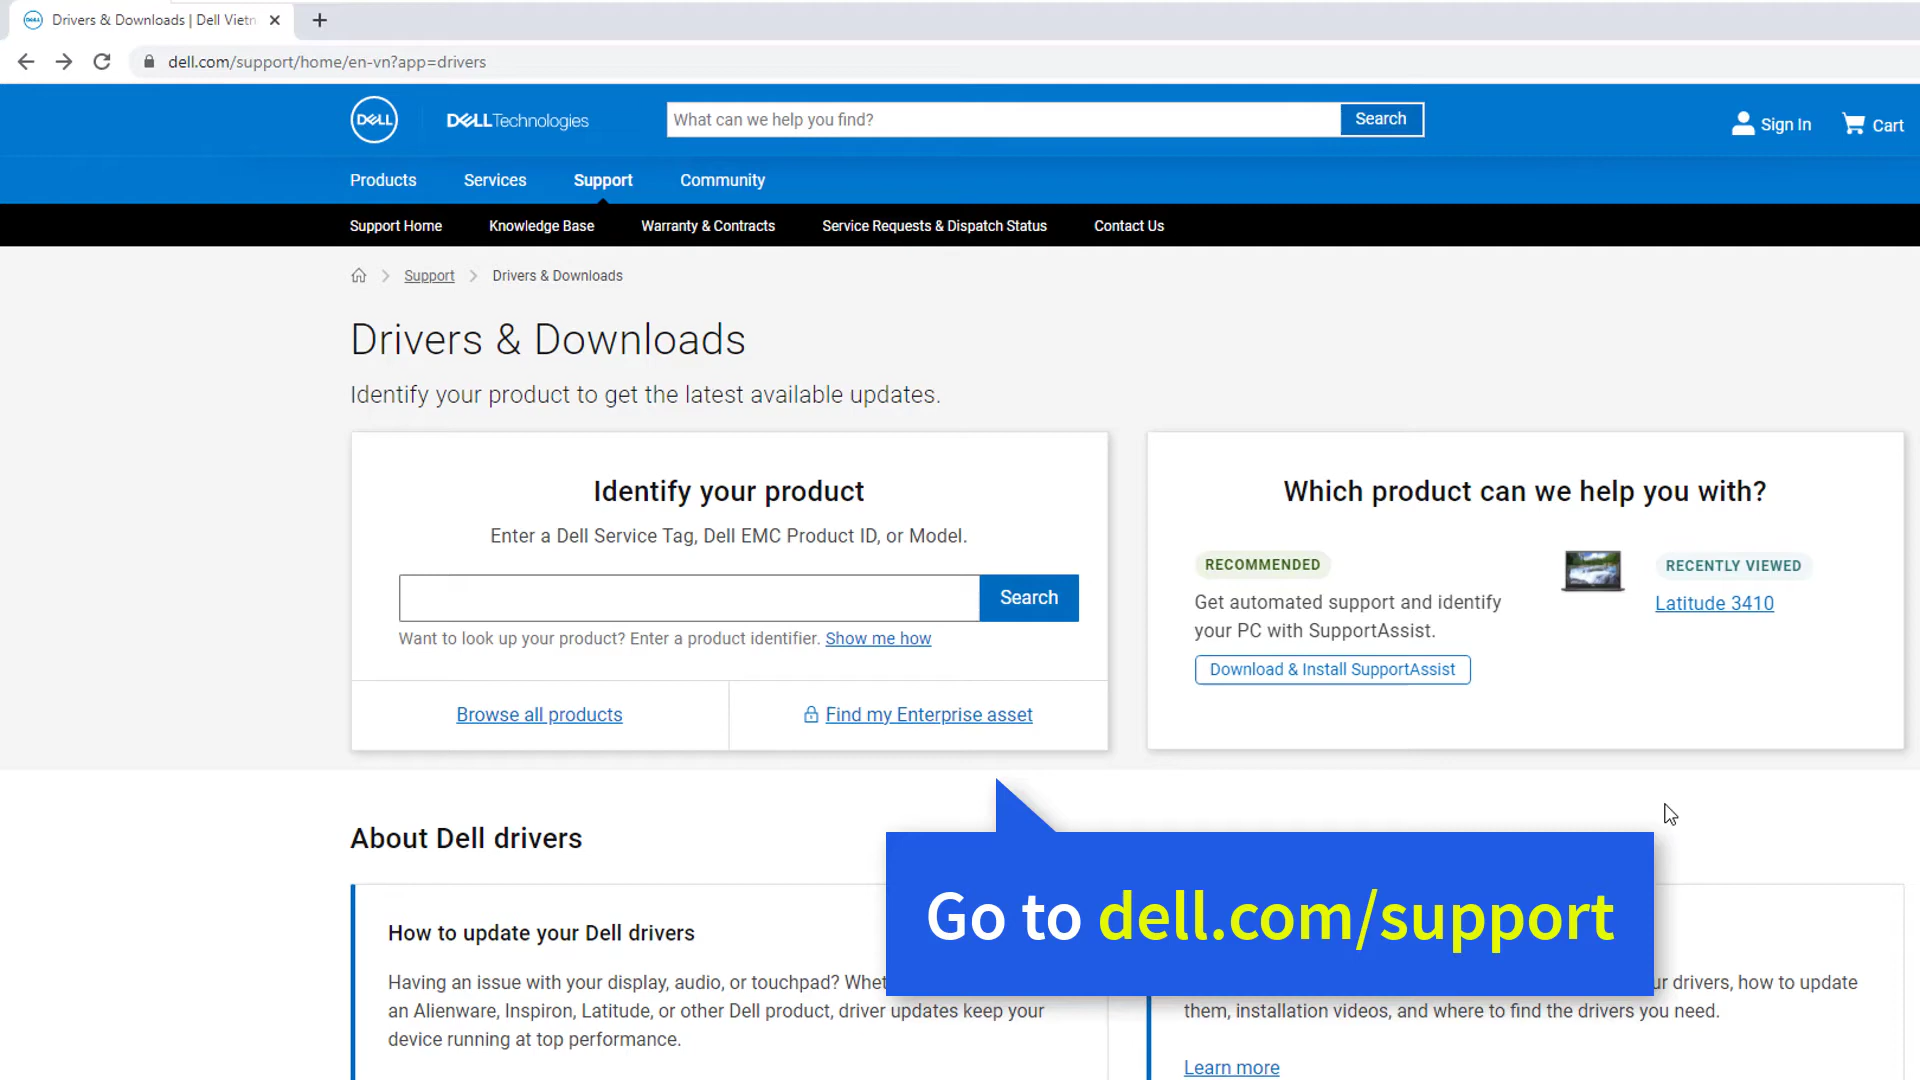 Drivers & Downloads | Dell Vietn
dell.com/support/home/en-vn?app=drivers
DELL
DELLTechnologies
What can we help you find?
Search
Sign In
Cart
Products
Services
Support
Community
Support Home
Knowledge Base
Warranty & Contracts
Service Requests & Dispatch Status
Contact Us
Support
Drivers & Downloads
Drivers & Downloads
Identify your product to get the latest available updates.
Identify your product
Enter a Dell Service Tag, Dell EMC Product ID, or Model.
Search
Want to look up your product? Enter a product identifier. Show me how
Browse all products
Find my Enterprise asset
Which product can we help you with?
RECOMMENDED
Get automated support and identify
your PC with SupportAssist.
Download & Install SupportAssist
RECENTLY VIEWED
Latitude 3410
About Dell drivers
How to update your Dell drivers
Having an issue with your display, audio, or touchpad? Whet
an Alienware, Inspiron, Latitude, or other Dell product, driver updates keep your
device running at top performance.
Go to dell.com/support
ur drivers, how to update
them, installation videos, and where to find the drivers you need.
Learn more